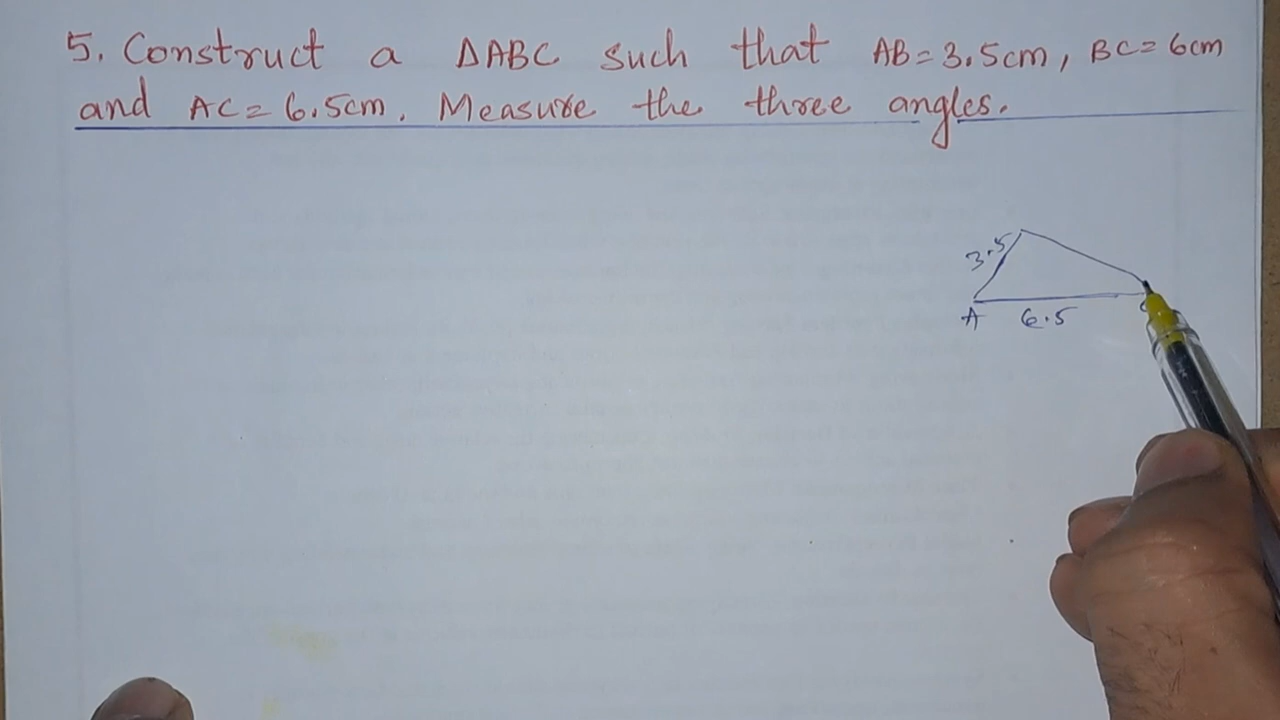 5. Construct a ΔABC such that AB=3.5cm, BC=6cm
and AC=6.5cm. Measure the three angles.
3.5
A 6.5